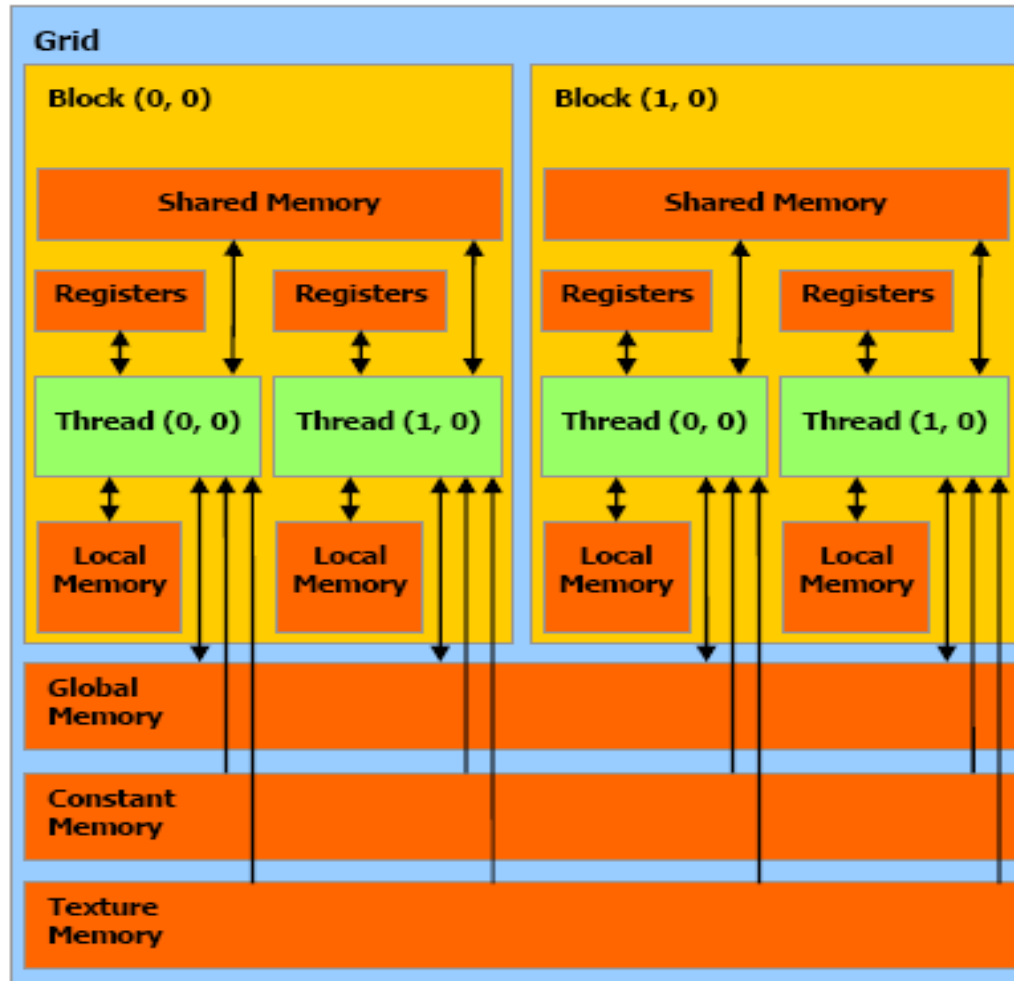 Grid
Block (0, 0)
Block (1, 0)
Shared Memory
Shared Memory
Registers
Registers
Registers
Registers
Thread (0, 0)
Thread (1, 0)
Thread (0, 0)
Thread (1, 0)
Local
Memory
Local
Memory
Local
Memory
Local
Memory
Global
Memory
Constant
Memory
Texture
Memory